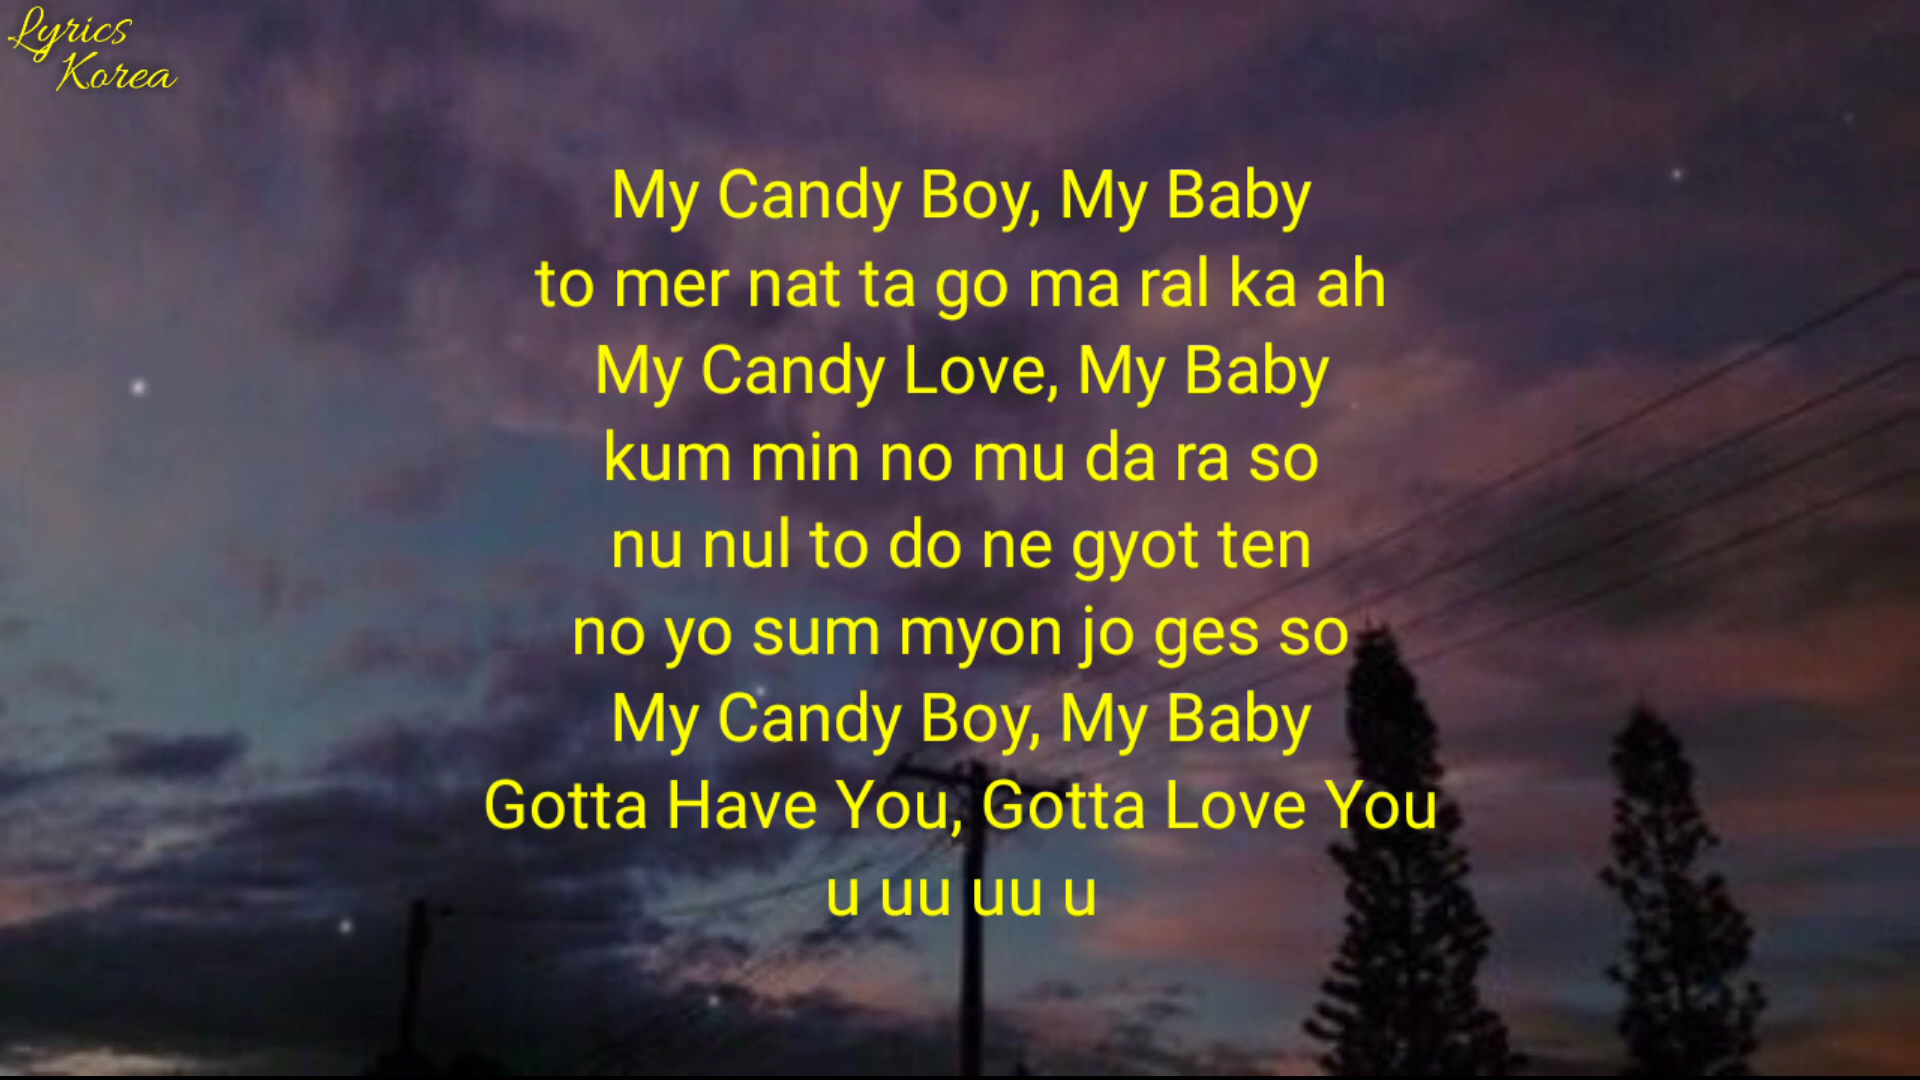 Lyrics
Korea
My Candy Boy, My Baby
to mer nat ta go ma ral ka ah
My Candy Love, My Baby
kum min no mu da ra so
nu nul to do ne gyot ten
no yo sum myon jo ges so
My Candy Boy, My Baby
Gotta Have You, Gotta Love You
u uu uu u